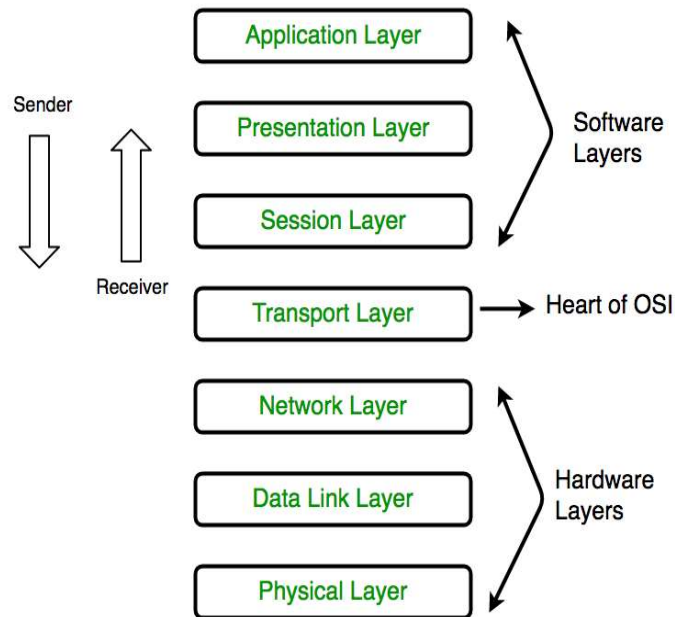 Application Layer
Sender
Presentation Layer
Software
Layers
Session Layer
Receiver
Transport Layer
Heart of OSI
Network Layer
Hardware
Layers
Data Link Layer
Physical Layer